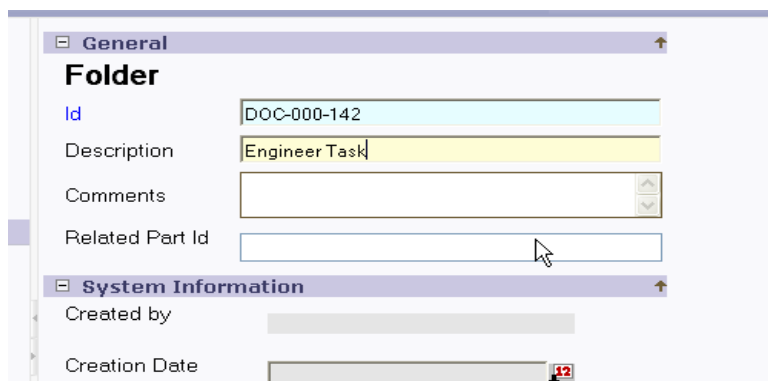 General
Folder
Id DOC-000-142
Description Engineer Task
Comments
Related Part Id
System Information
Created by
Creation Date 12